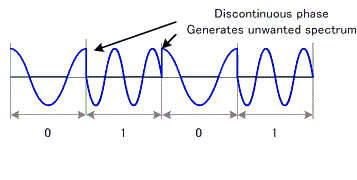 Discontinuous phase
Generates unwanted spectrum
0 1 0 1